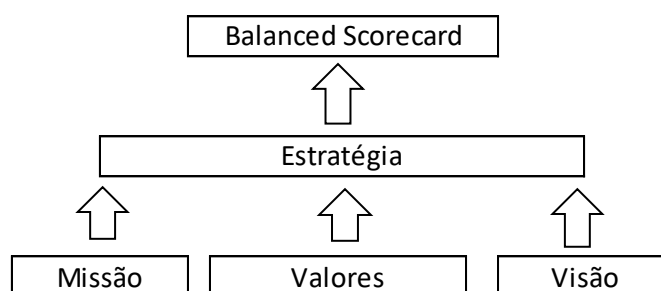 Balanced Scorecard
Estratégia
Missão
Valores
Visão